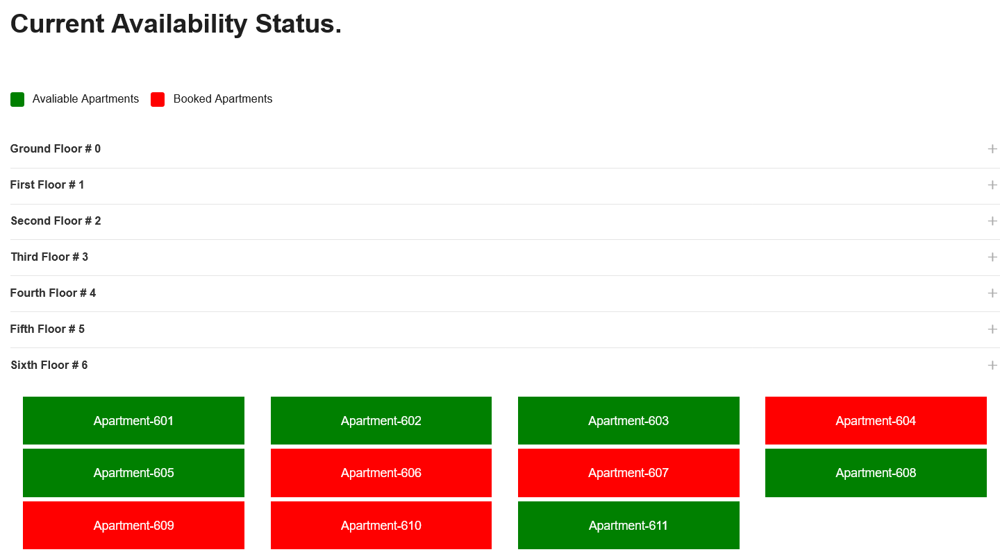 Current Availability Status.
Avaliable Apartments Booked Apartments
Ground Floor # 0 +
First Floor # 1 +
Second Floor # 2 +
Third Floor # 3 +
Fourth Floor # 4 +
Fifth Floor # 5 +
Sixth Floor # 6 +
Apartment-601 Apartment-602 Apartment-603 Apartment-604
Apartment-605 Apartment-606 Apartment-607 Apartment-608
Apartment-609 Apartment-610 Apartment-611